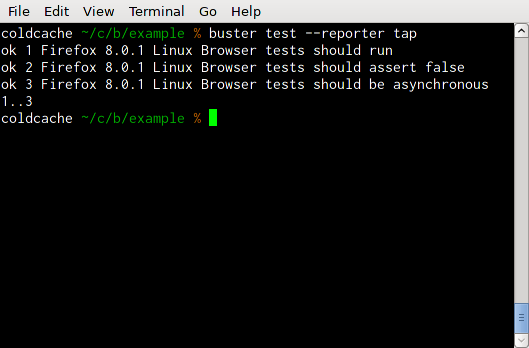 File Edit View Terminal Go Help
coldcache ~/c/b/example % buster test --reporter tap
ok 1 Firefox 8.0.1 Linux Browser tests should run
ok 2 Firefox 8.0.1 Linux Browser tests should assert false
ok 3 Firefox 8.0.1 Linux Browser tests should be asynchronous
1..3
coldcache ~/c/b/example %